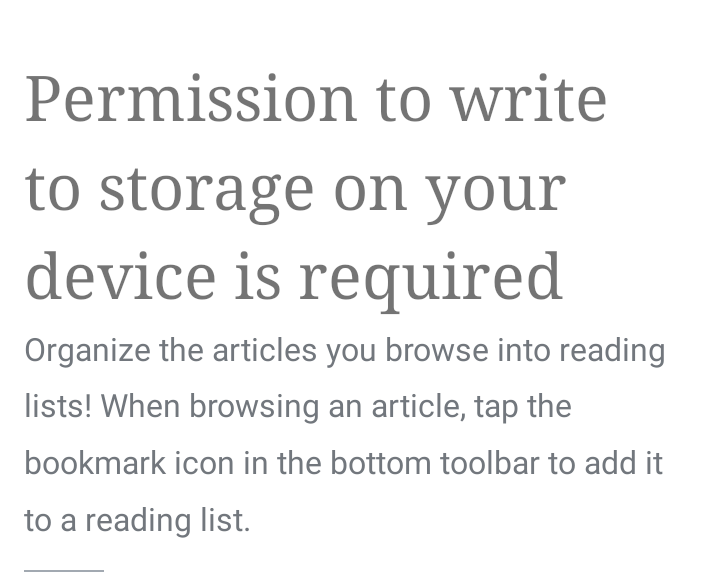 Permission to write
to storage on your
device is required
Organize the articles you browse into reading
lists! When browsing an article, tap the
bookmark icon in the bottom toolbar to add it
to a reading list.